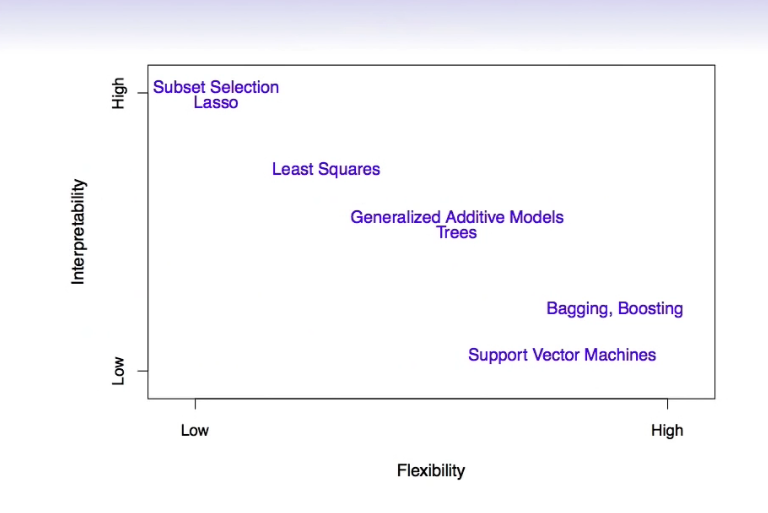 High
Subset Selection
Lasso
Least Squares
Interpretability
Generalized Additive Models
Trees
Bagging, Boosting
Support Vector Machines
Low
Low
High
Flexibility